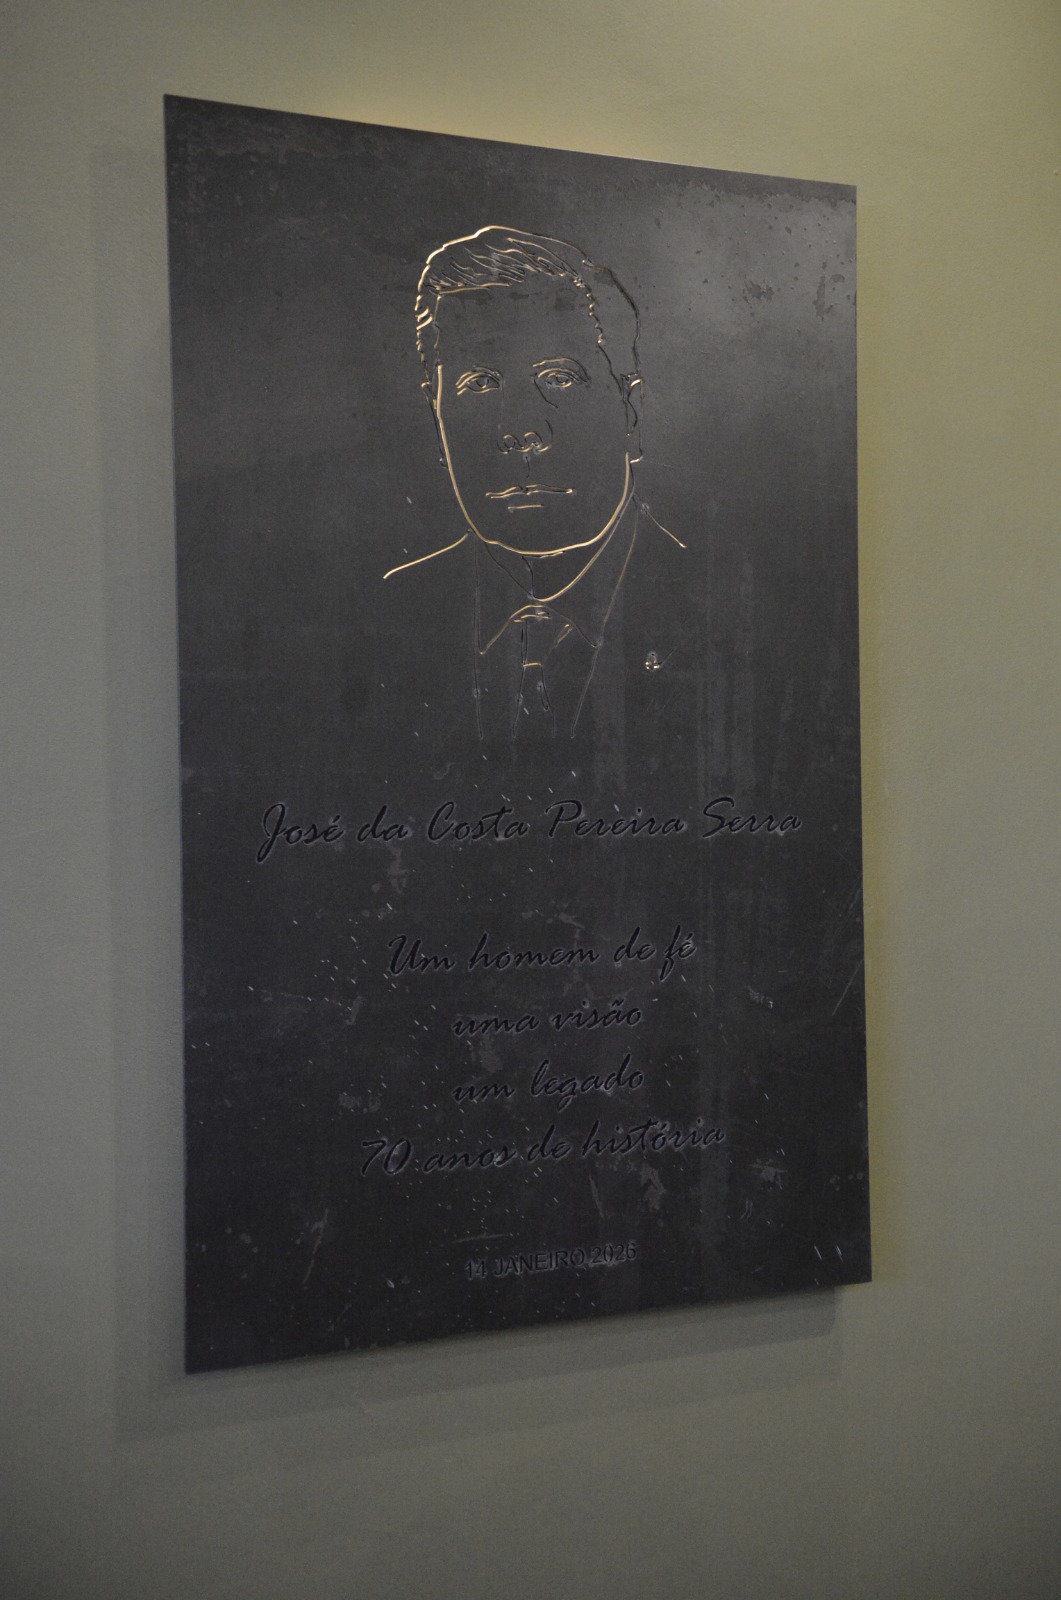 José da Costa Pereira Serra
Um homem de fé
uma visão
um legado
70 anos de história
14 JANEIRO 2026